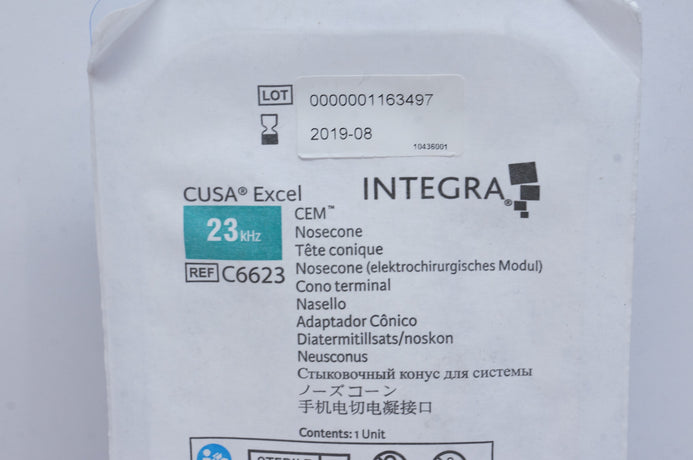 LOT 0000001163497
2019-08
10436001
CUSA® Excel
INTEGRA®
23 kHz
REF C6623
CEM™
Nosecone
Tête conique
Nosecone (elektrochirurgisches Modul)
Cono terminal
Nasello
Adaptador Cônico
Diatermitillsats/noskon
Neusconus
Стыковочный конус для системы
ノーズコーン
手机电切电凝接口
Contents: 1 Unit
STERILE